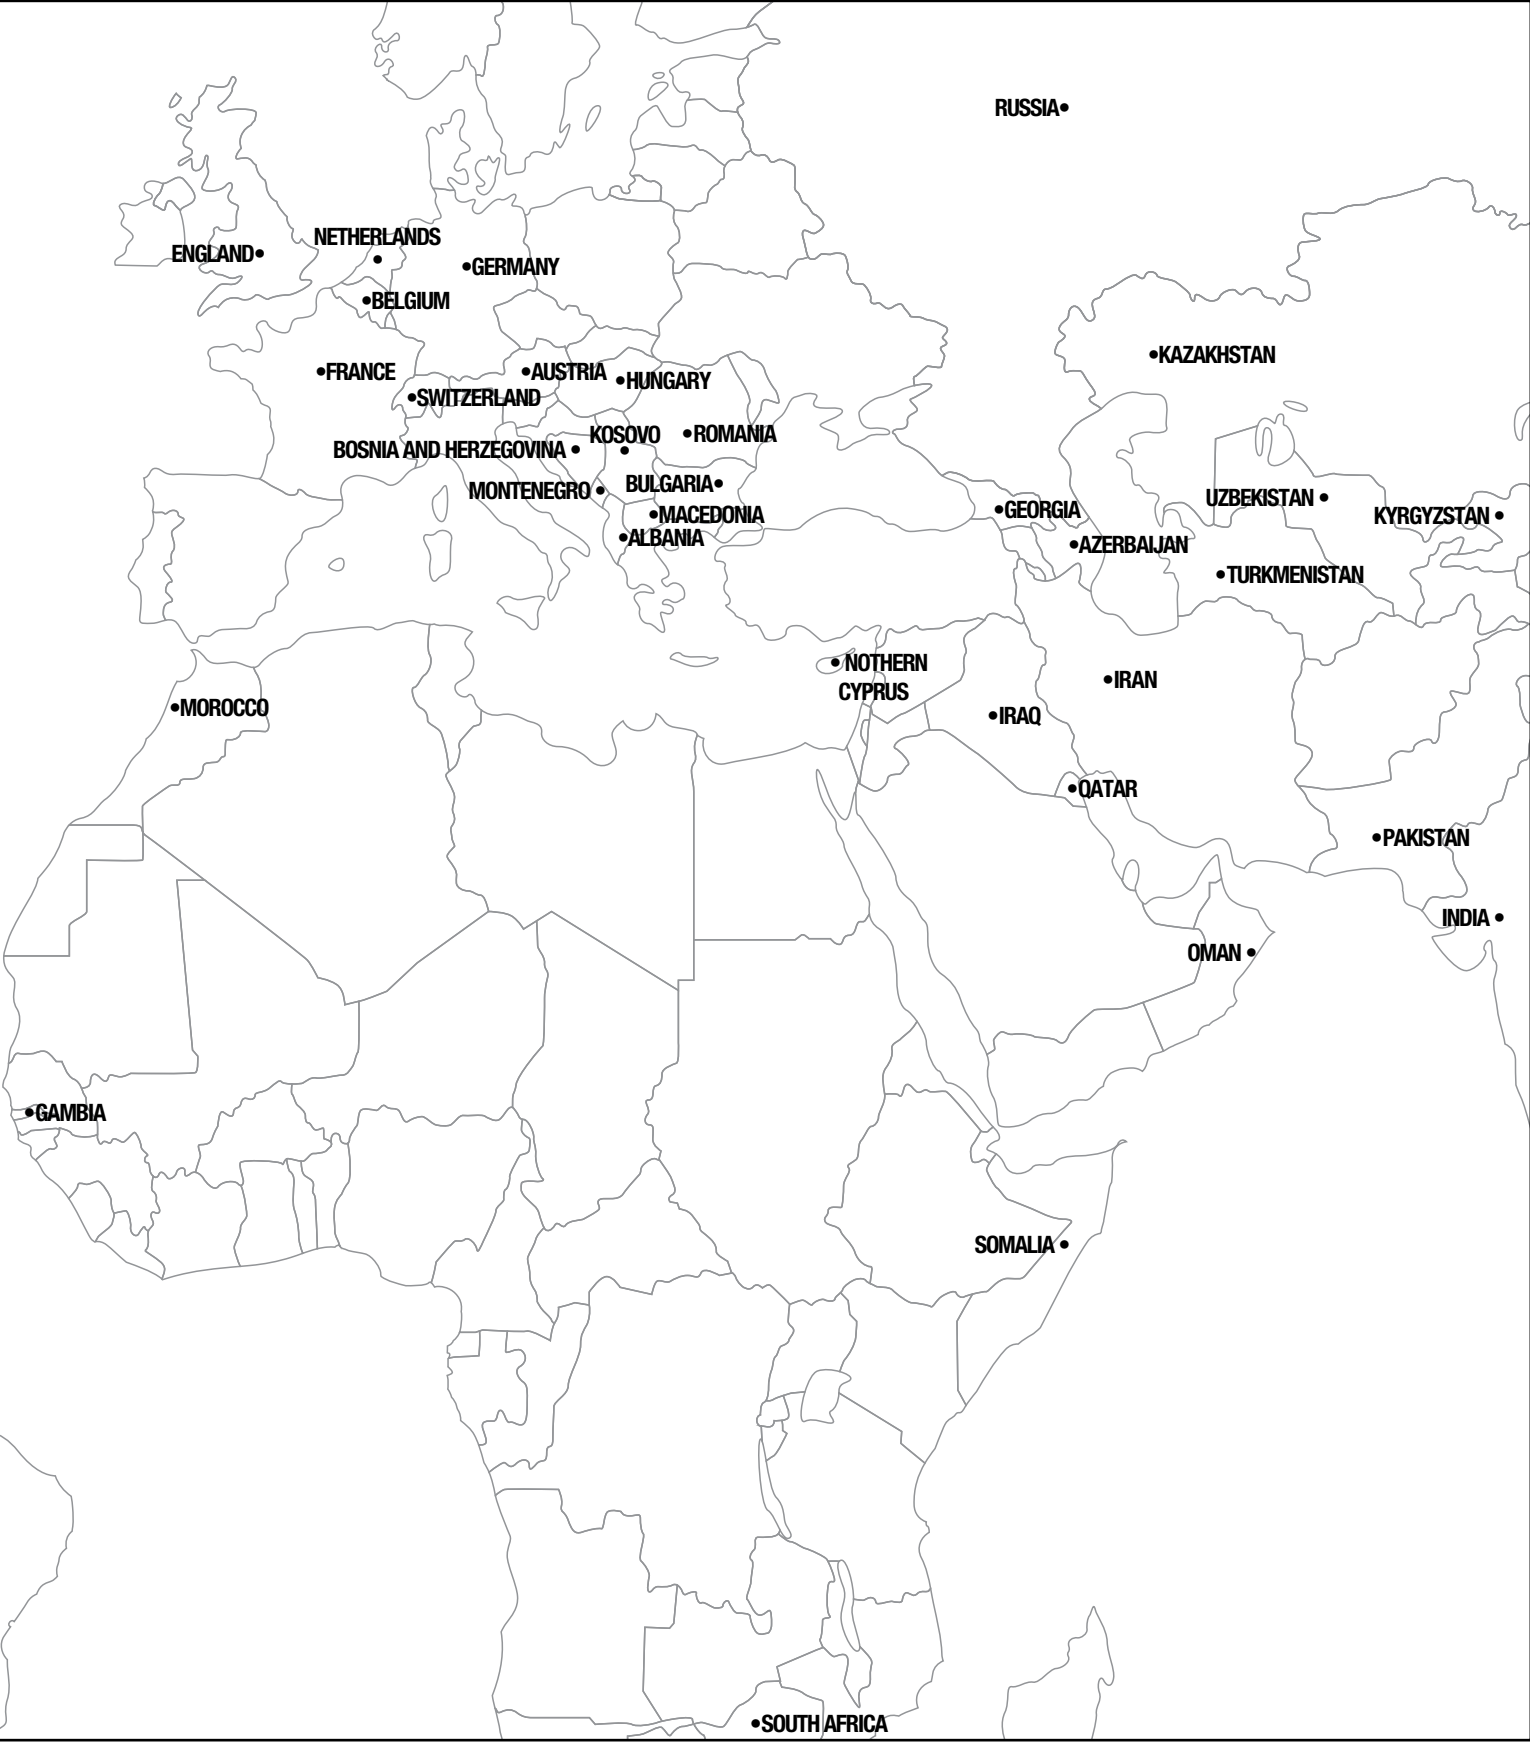 RUSSIA
NETHERLANDS
ENGLAND
GERMANY
BELGIUM
KAZAKHSTAN
FRANCE
AUSTRIA
HUNGARY
SWITZERLAND
KOSOVO
ROMANIA
BOSNIA AND HERZEGOVINA
BULGARIA
MONTENEGRO
UZBEKISTAN
GEORGIA
MACEDONIA
KYRGYZSTAN
ALBANIA
AZERBAIJAN
TURKMENISTAN
NOTHERN
CYPRUS
IRAN
MOROCCO
IRAQ
QATAR
PAKISTAN
INDIA
OMAN
GAMBIA
SOMALIA
SOUTH AFRICA